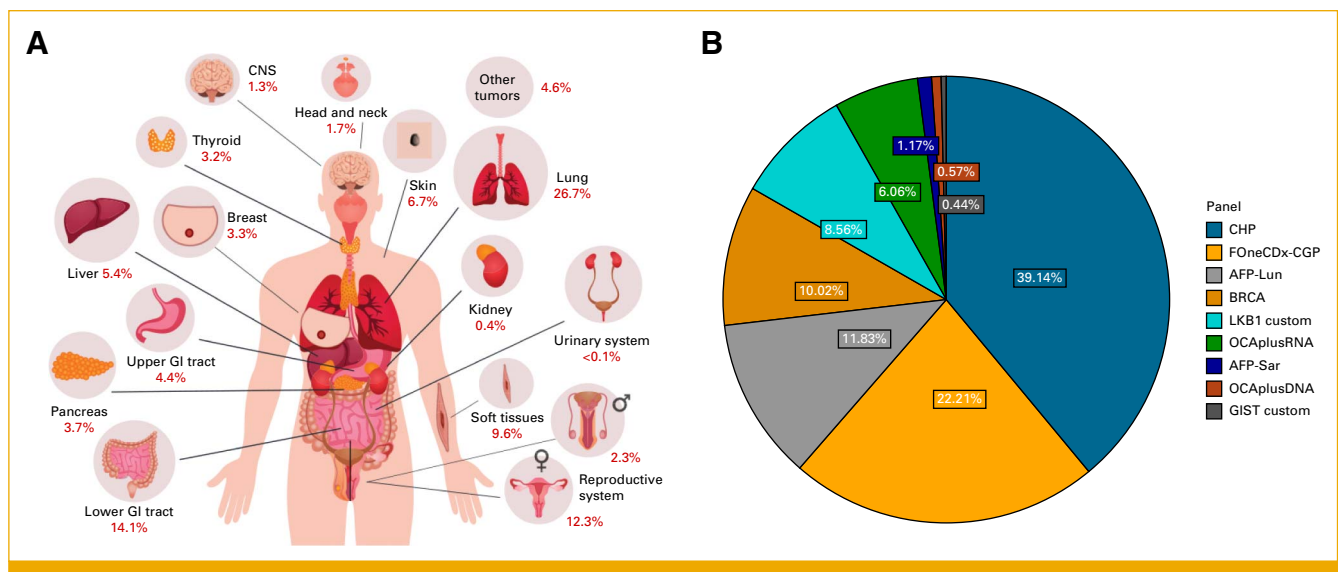 A
CNS
1.3%
Head and neck
1.7%
Other
tumors
4.6%
Thyroid
3.2%
Skin
6.7%
Lung
26.7%
Breast
3.3%
Liver 5.4%
Kidney
0.4%
Urinary system
<0.1%
Upper GI tract
4.4%
Pancreas
3.7%
Soft tissues
9.6%
♂
2.3%
♀
Reproductive
system
12.3%
Lower GI tract
14.1%
B
1.17%
0.57%
6.06%
0.44%
8.56%
39.14%
10.02%
11.83%
22.21%
Panel
CHP
FOneCDx-CGP
AFP-Lun
BRCA
LKB1 custom
OCAplusRNA
AFP-Sar
OCAplusDNA
GIST custom